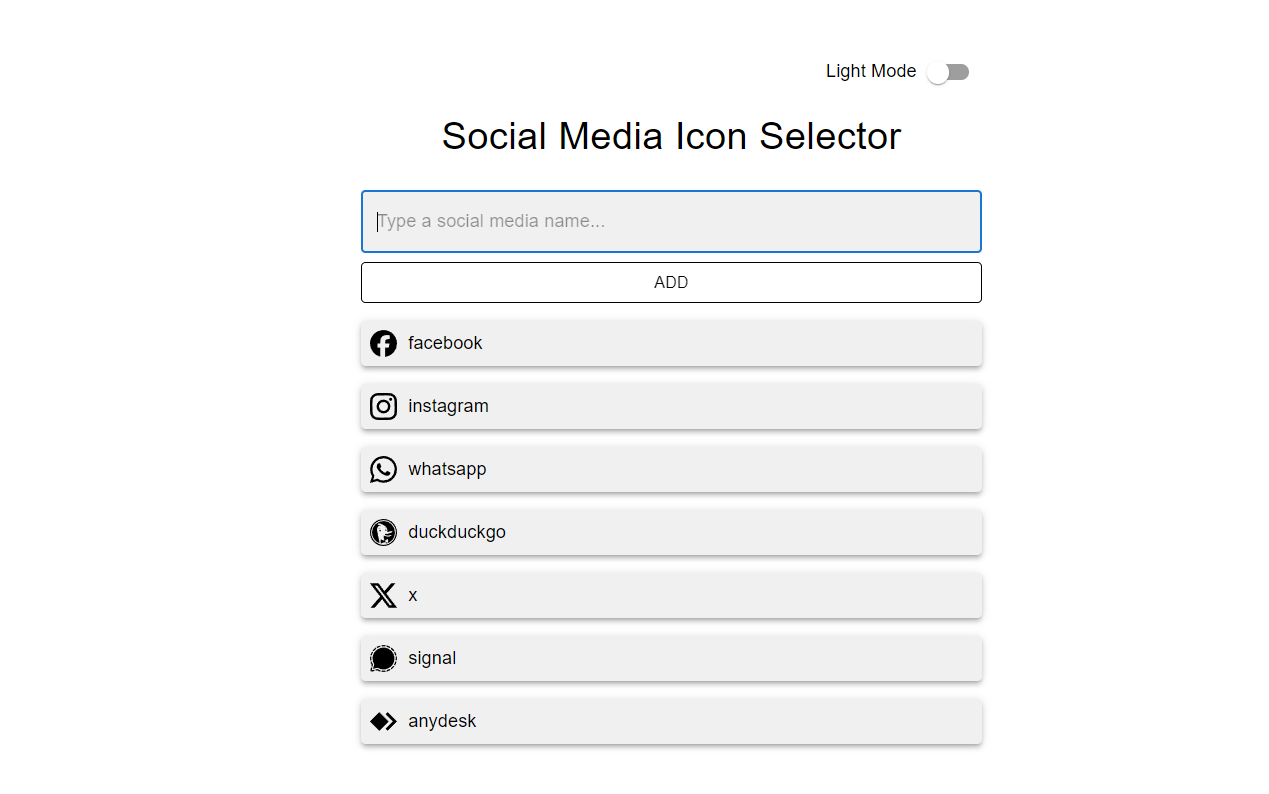 Light Mode
Social Media Icon Selector
Type a social media name...
ADD
facebook
instagram
whatsapp
duckduckgo
x
signal
anydesk